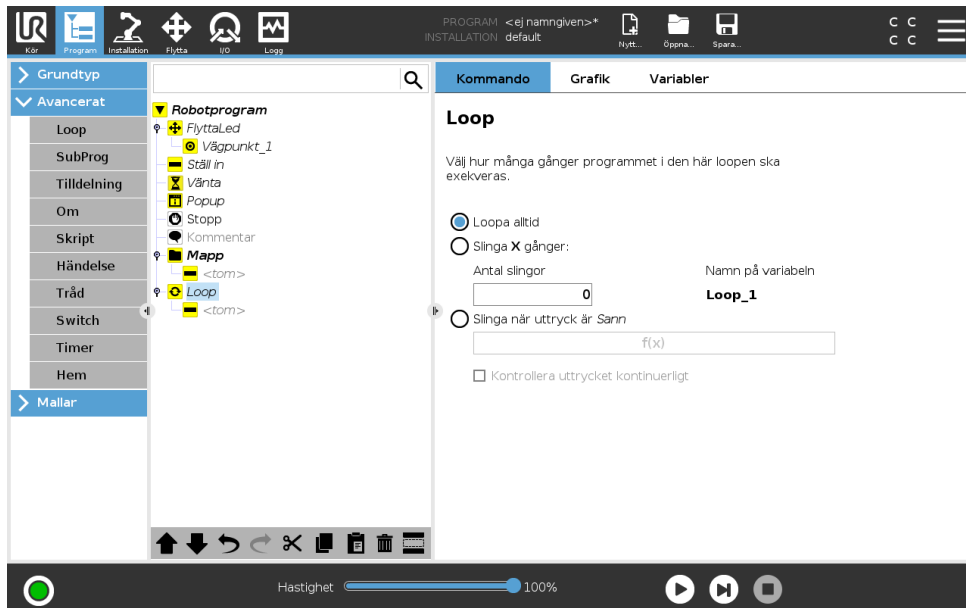 PROGRAM <ej namngiven>*
INSTALLATION default
UR
Kör
Program
Installation
Flytta
I/O
Logg
Nytt...
Öppna...
Spara...
C C
C C
Grundtyp
Avancerat
Loop
SubProg
Tilldelning
Om
Skript
Händelse
Tråd
Switch
Timer
Hem
Mallar
Robotprogram
FlyttaLed
Vägpunkt_1
Ställ in
Vänta
Popup
Stopp
Kommentar
Mapp
<tom>
Loop
<tom>
Kommando
Grafik
Variabler
Loop
Välj hur många gånger programmet i den här loopen ska
exekveras.
Loopa alltid
Slinga X gånger:
Antal slingor
Namn på variabeln
0
Loop_1
Slinga när uttryck är Sann
f(x)
Kontrollera uttrycket kontinuerligt
Hastighet
100%